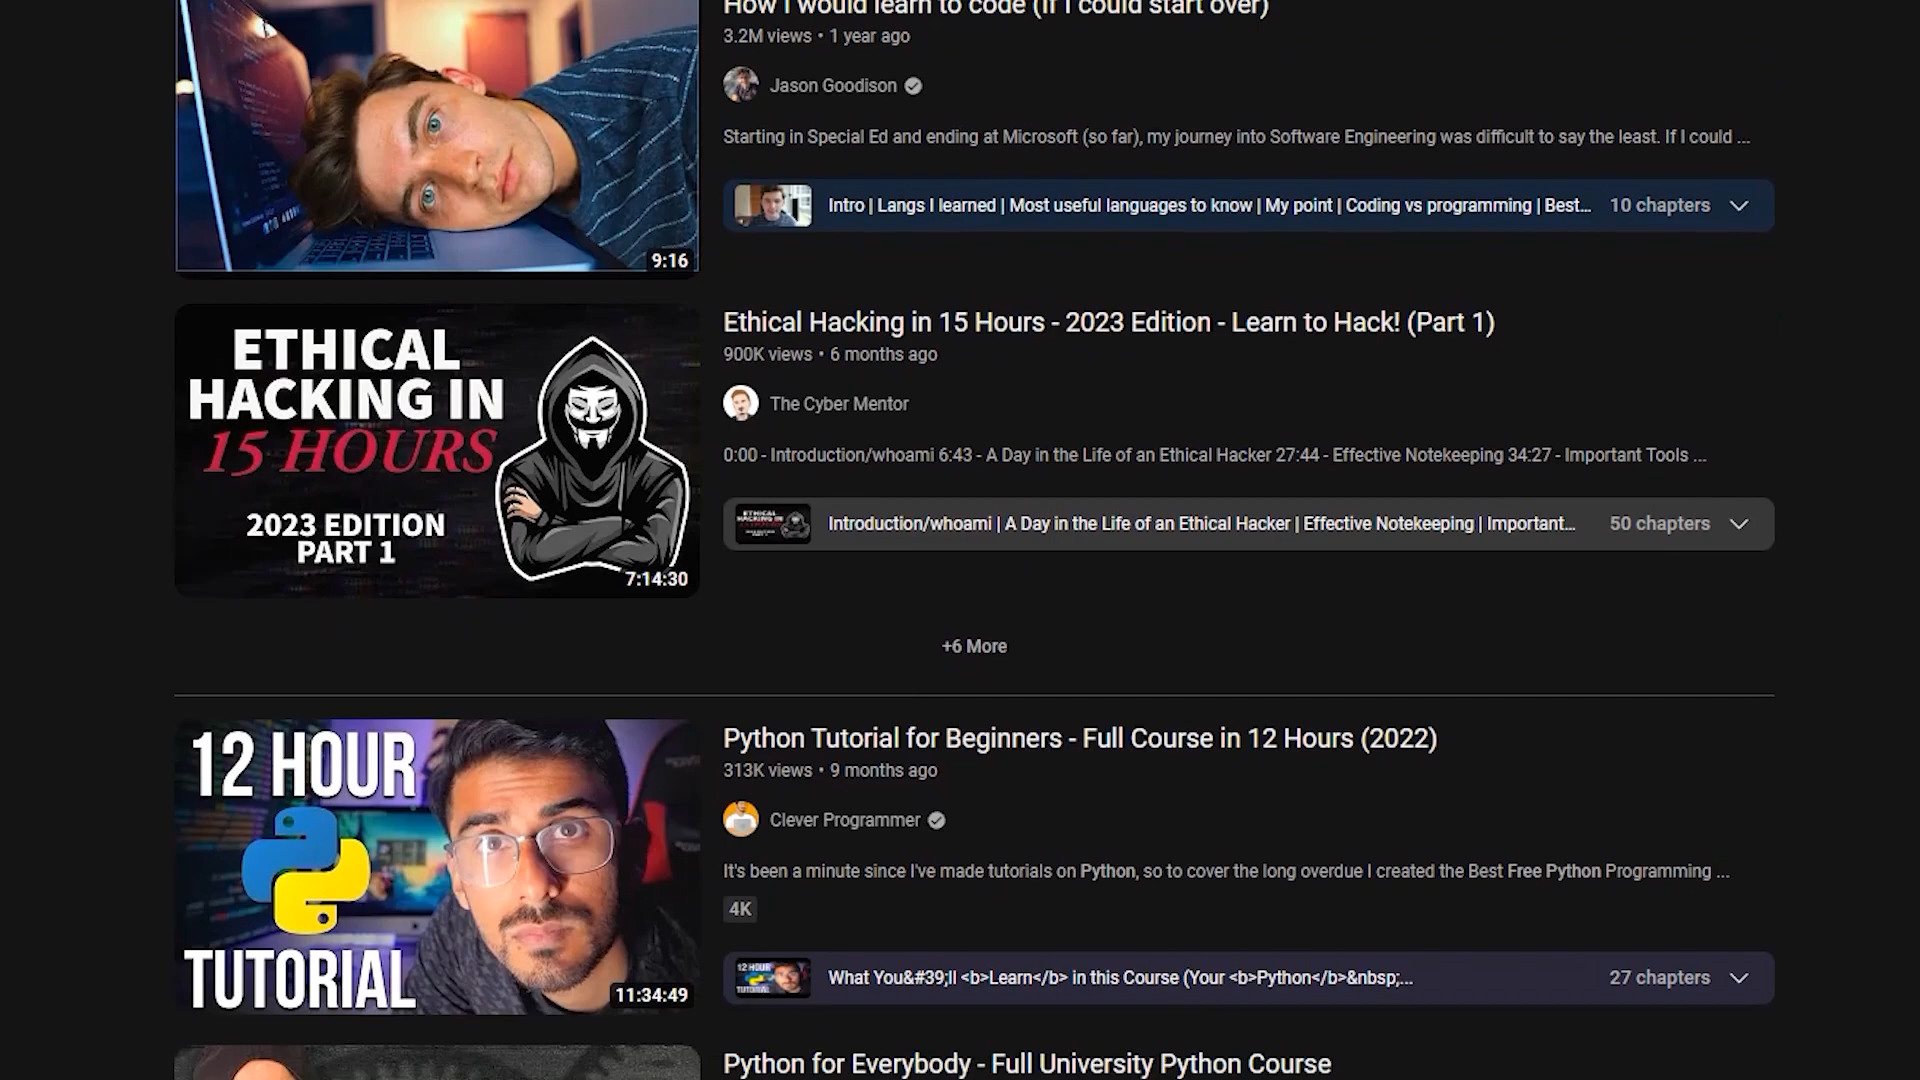 How I would learn to code (if I could start over)
3.2M views • 1 year ago
Jason Goodison
Starting in Special Ed and ending at Microsoft (so far), my journey into Software Engineering was difficult to say the least. If I could ...
Intro | Langs I learned | Most useful languages to know | My point | Coding vs programming | Best...
10 chapters
9:16
ETHICAL
HACKING IN
15 HOURS
2023 EDITION
PART 1
7:14:30
Ethical Hacking in 15 Hours - 2023 Edition - Learn to Hack! (Part 1)
900K views • 6 months ago
The Cyber Mentor
0:00 - Introduction/whoami 6:43 - A Day in the Life of an Ethical Hacker 27:44 - Effective Notekeeping 34:27 - Important Tools ...
Introduction/whoami | A Day in the Life of an Ethical Hacker | Effective Notekeeping | Important...
50 chapters
+6 More
12 HOUR
TUTORIAL
11:34:49
Python Tutorial for Beginners - Full Course in 12 Hours (2022)
313K views • 9 months ago
Clever Programmer
It's been a minute since I've made tutorials on Python, so to cover the long overdue I created the Best Free Python Programming ...
4K
What You&#39;ll <b>Learn</b> in this Course (Your <b>Python</b>&nbsp;...
27 chapters
Python for Everybody - Full University Python Course